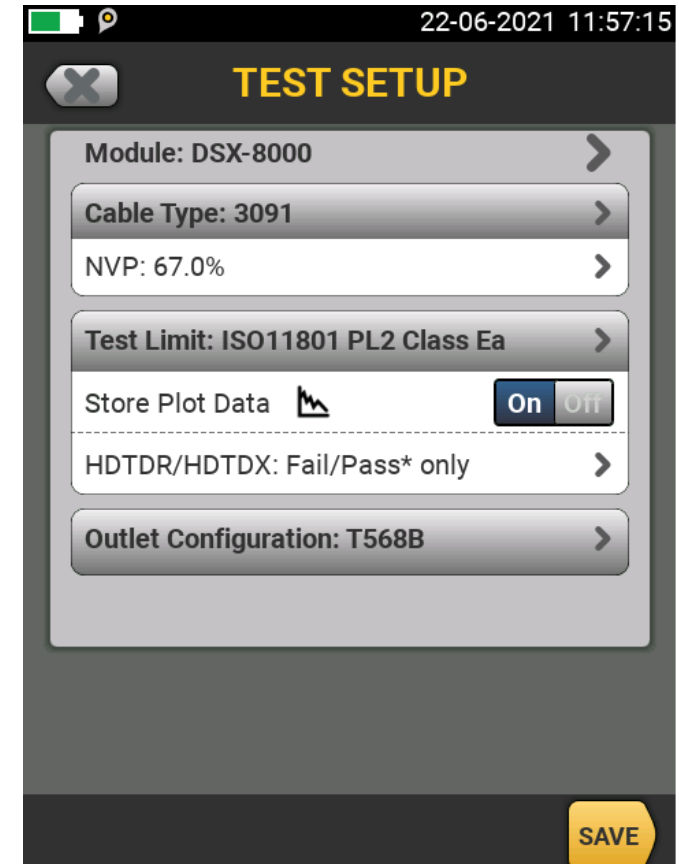 22-06-2021 11:57:15
TEST SETUP
Module: DSX-8000
Cable Type: 3091
NVP: 67.0%
Test Limit: ISO11801 PL2 Class Ea
Store Plot Data On Off
HDTDR/HDTDX: Fail/Pass* only
Outlet Configuration: T568B
SAVE